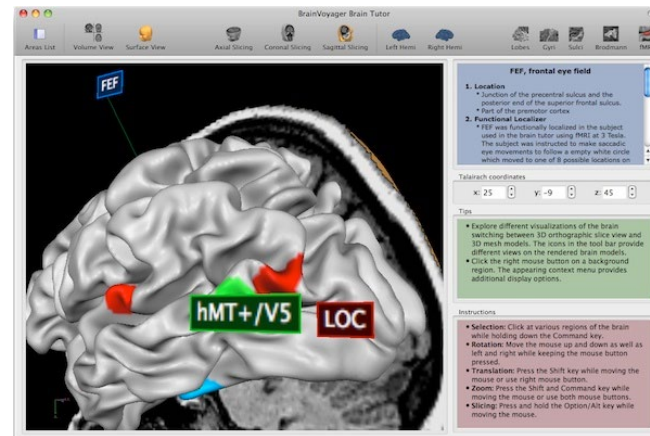 BrainVoyager Brain Tutor
Areas List
Volume View
Surface View
Axial Slicing
Coronal Slicing
Sagittal Slicing
Left Hemi
Right Hemi
Lobes
Gyri
Sulci
Brodmann
FEF
hMT+/V5
LOC
FEF, frontal eye field
1. Location
* Junction of the precentral sulcus and the
posterior end of the superior frontal sulcus.
* Part of the premotor cortex
2. Functional Localizer
* FEF was functionally localized in the subject
used in the brain tutor using fMRI at 3 Tesla.
The subject was instructed to make saccadic
eye movements to follow a empty white circle
which moved to one of 8 possible locations on
Talairach coordinates
x: 25 y: -9 z: 45
Tips
• Explore different visualizations of the brain
switching between 3D orthographic slice view and
3D mesh models. The icons in the tool bar provide
different views on the rendered brain models.
• Click the right mouse button on a background
region. The appearing context menu provides
additional display options.
Instructions
• Selection: Click at various regions of the brain
while holding down the Command key.
• Rotation: Move the mouse up and down as well as
left and right while keeping the mouse button
pressed.
• Translation: Press the Shift key while moving the
mouse or use right mouse button.
• Zoom: Press the Shift and Command key while
moving the mouse or use both mouse buttons.
• Slicing: Press and hold the Option/Alt key while
moving the mouse.